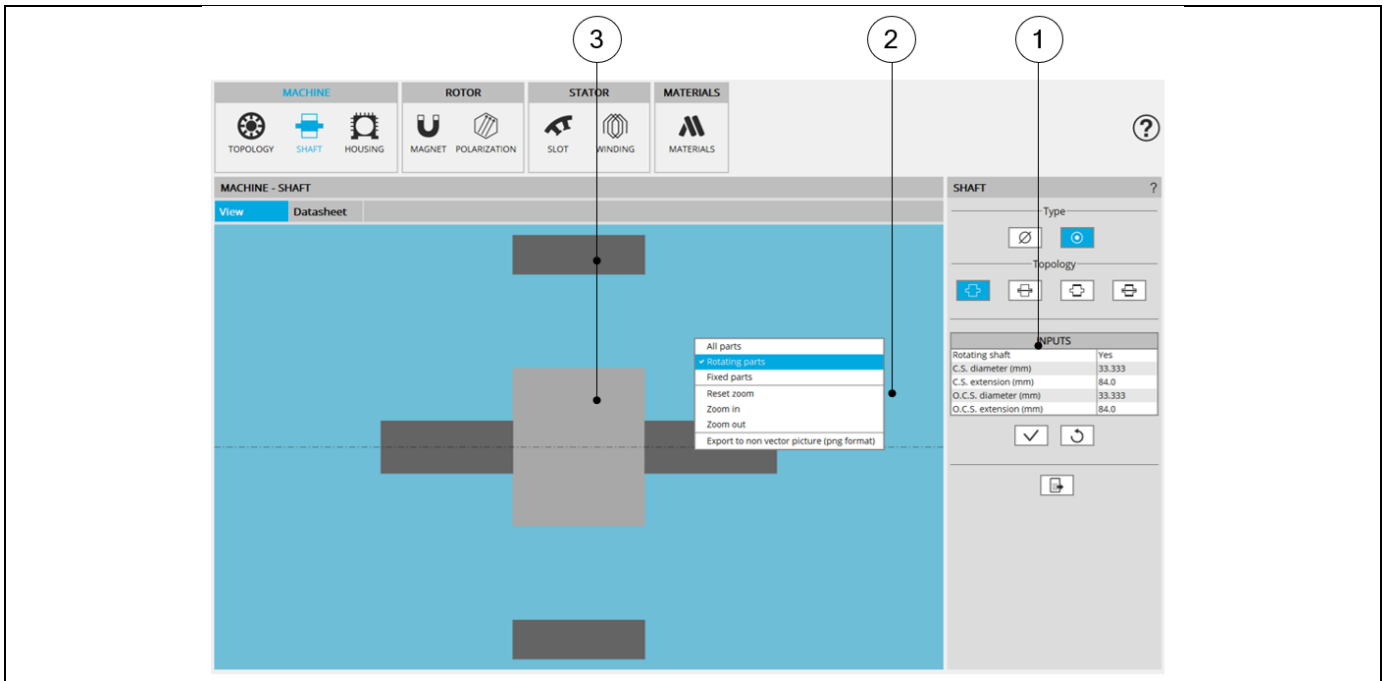 3 2 1
MACHINE ROTOR STATOR MATERIALS
TOPOLOGY SHAFT HOUSING MAGNET POLARIZATION SLOT WINDING MATERIALS
?
MACHINE - SHAFT
View Datasheet
All parts
✓ Rotating parts
Fixed parts
Reset zoom
Zoom in
Zoom out
Export to non vector picture (png format)
SHAFT ?
Type
Topology
INPUTS
Rotating shaft Yes
C.S. diameter (mm) 33.333
C.S. extension (mm) 84.0
O.C.S. diameter (mm) 33.333
O.C.S. extension (mm) 84.0